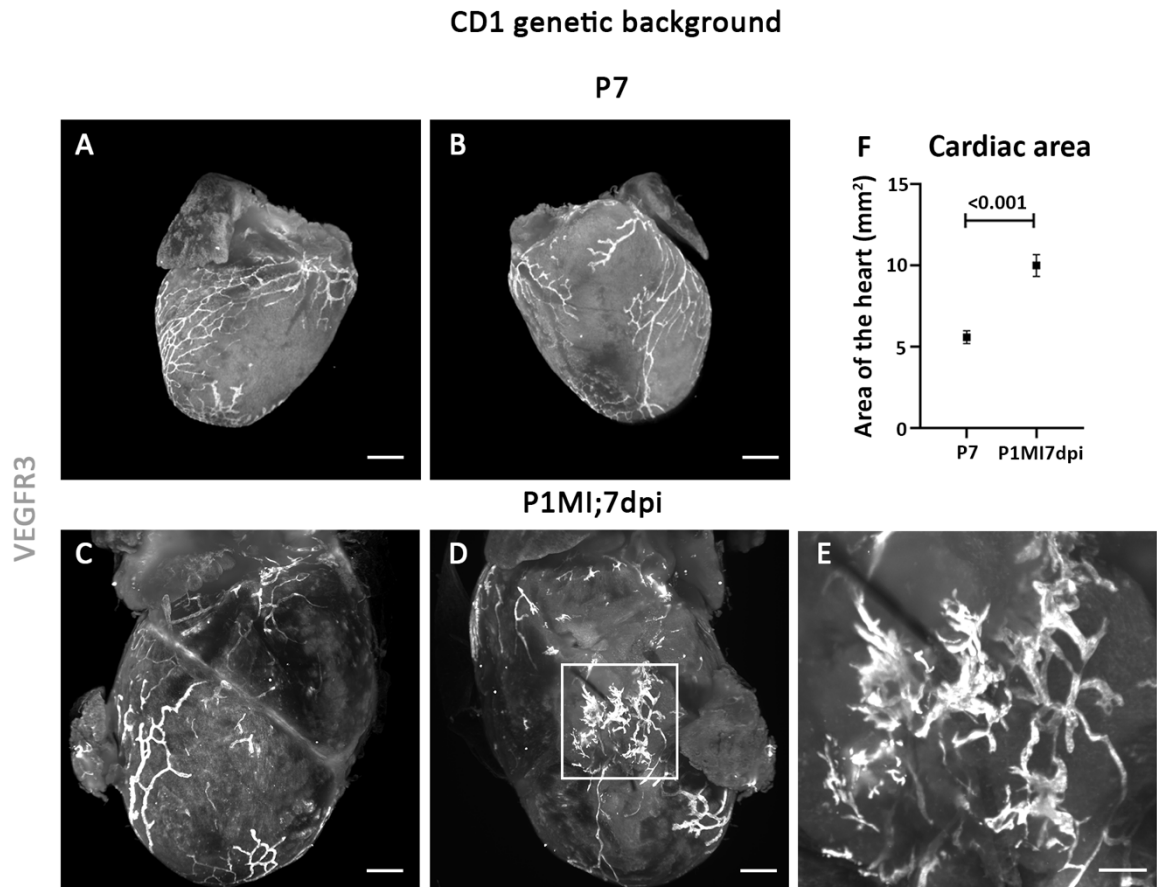 CD1 genetic background
P7
A
B
F Cardiac area
15
<0.001
10
5
0
Area of the heart (mm²)
P7 P1MI7dpi
VEGFR3
P1MI;7dpi
C
D
E